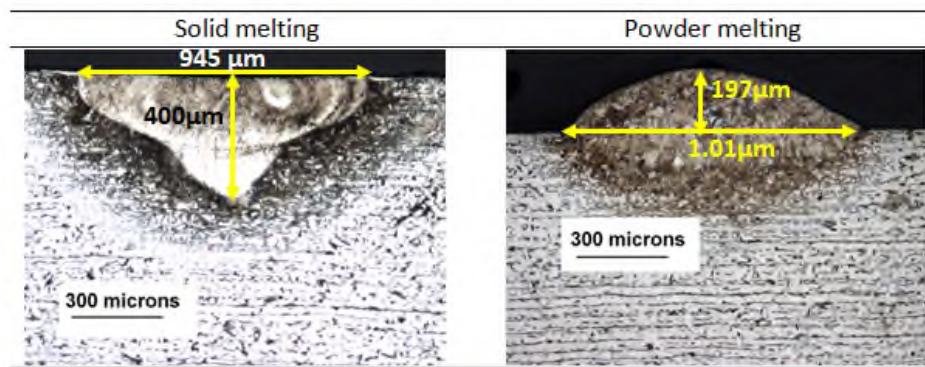 Solid melting
Powder melting
945 µm
400µm
197µm
1.01µm
300 microns
300 microns